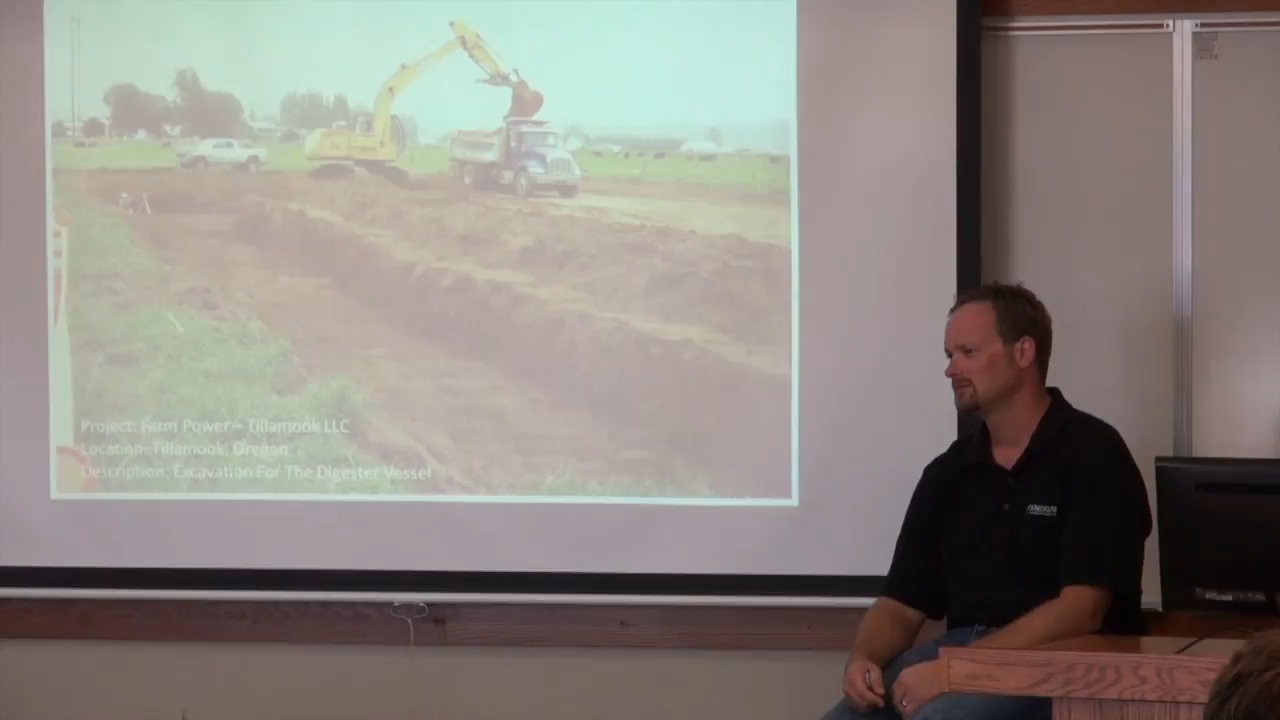 Project: Farm Power – Tillamook LLC
Location: Tillamook, Oregon
Description: Excavation For The Digester Vessel